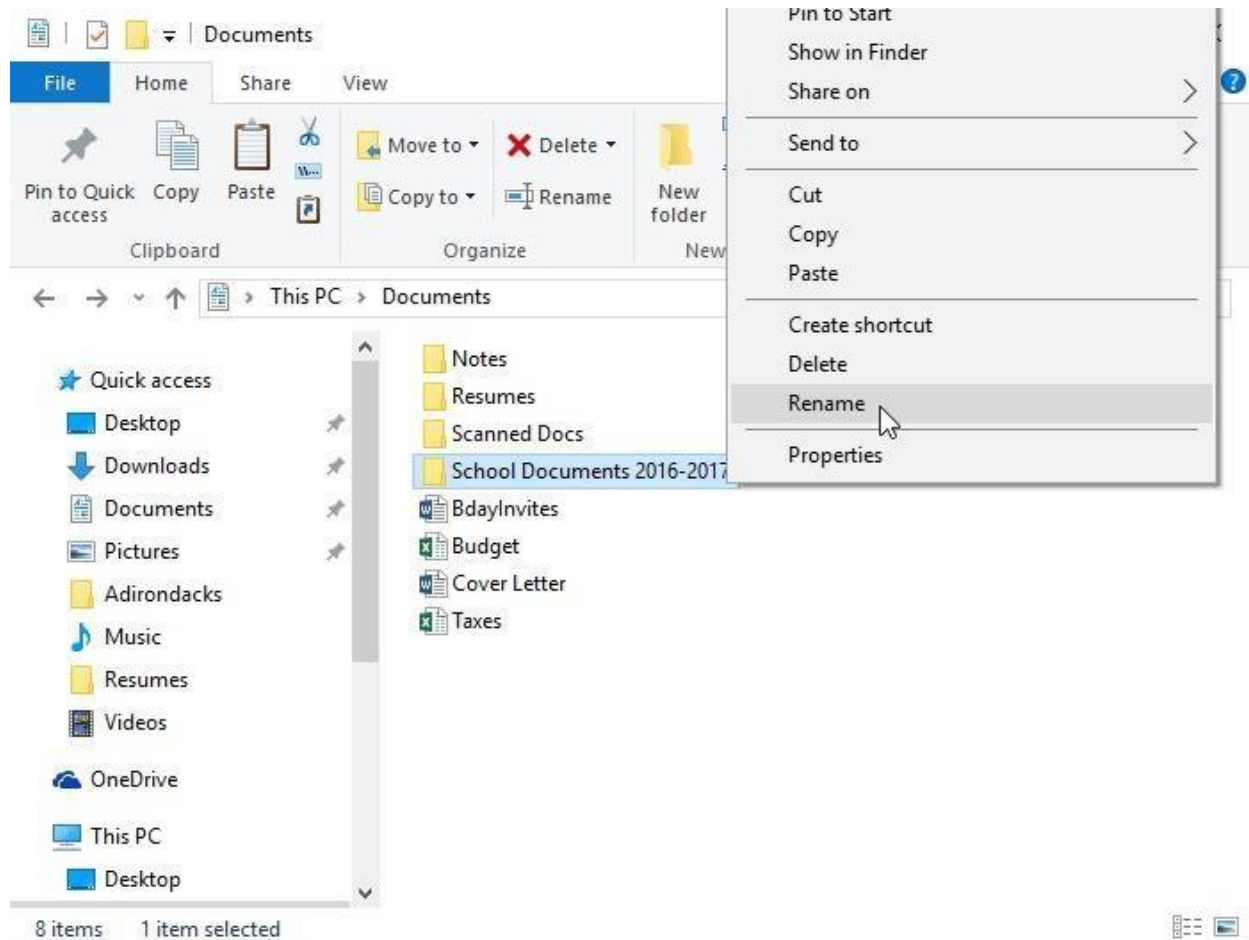 Documents
File Home Share View
Pin to Quick access Copy Paste
Move to Delete
Copy to Rename
New folder
Clipboard Organize New
This PC > Documents
Quick access
Desktop
Downloads
Documents
Pictures
Adirondacks
Music
Resumes
Videos
OneDrive
This PC
Desktop
Notes
Resumes
Scanned Docs
School Documents 2016-2017
BdayInvites
Budget
Cover Letter
Taxes
Pin to Start
Show in Finder
Share on
Send to
Cut
Copy
Paste
Create shortcut
Delete
Rename
Properties
8 items 1 item selected